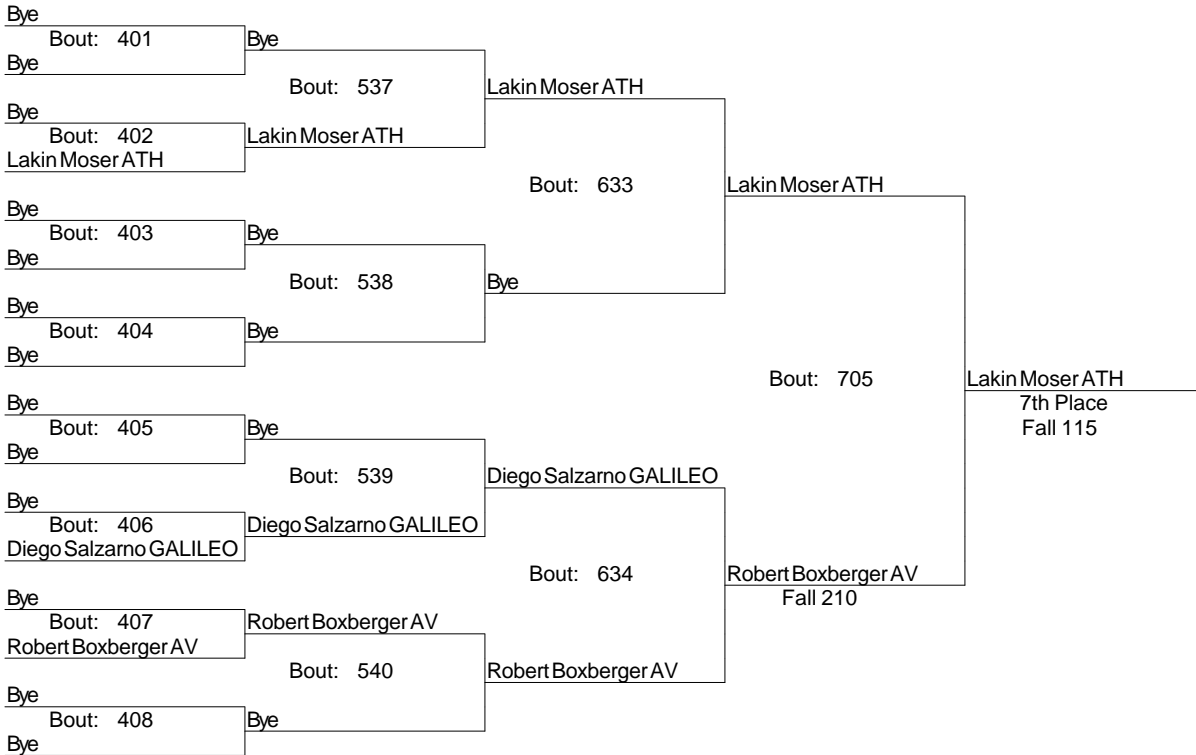 Bye
Bout: 401
Bye
Bye
Bout: 537
Lakin Moser ATH
Bye
Bout: 402
Lakin Moser ATH
Lakin Moser ATH
Bout: 633
Lakin Moser ATH
Bye
Bout: 403
Bye
Bye
Bout: 538
Bye
Bye
Bout: 404
Bye
Bye
Bout: 705
Lakin Moser ATH
7th Place
Fall 115
Bye
Bout: 405
Bye
Bye
Bout: 539
Diego Salzarno GALILEO
Bye
Bout: 406
Diego Salzarno GALILEO
Diego Salzarno GALILEO
Bout: 634
Robert Boxberger AV
Fall 210
Bye
Bout: 407
Robert Boxberger AV
Robert Boxberger AV
Bout: 540
Robert Boxberger AV
Bye
Bout: 408
Bye
Bye